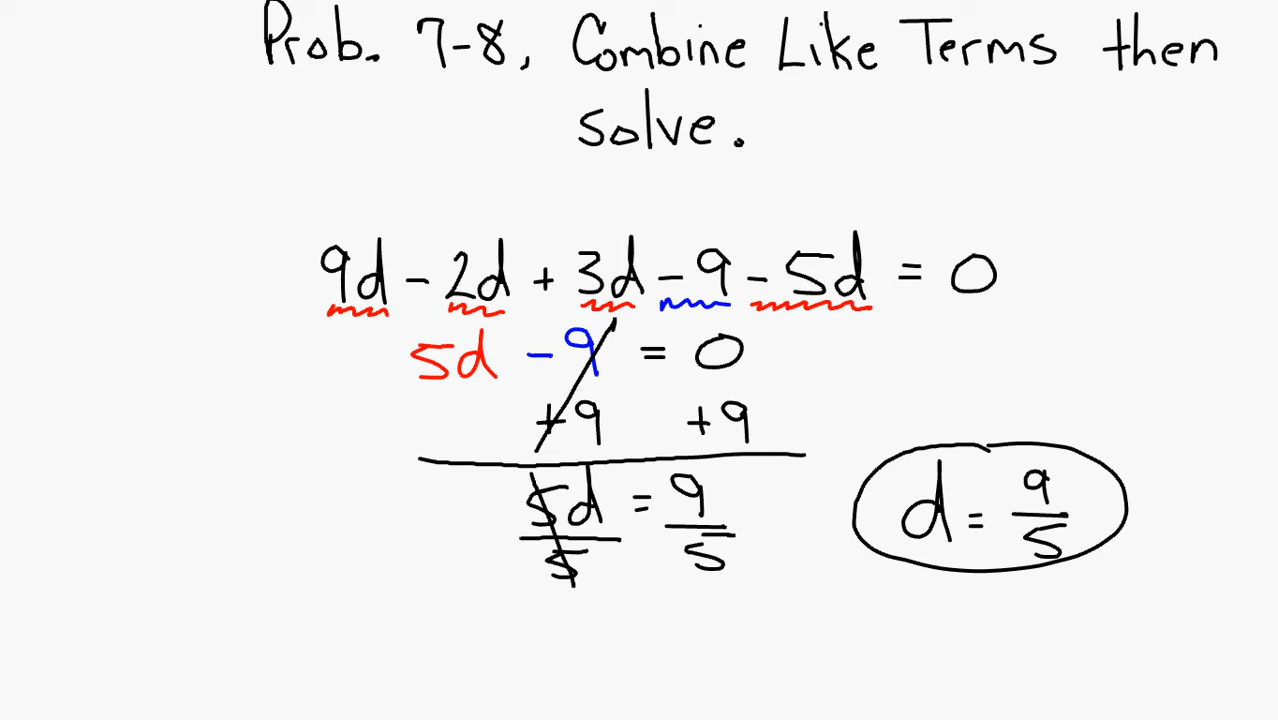 Prob. 7-8, Combine Like Terms then
solve.
9d - 2d + 3d - 9 - 5d = 0
5d - 9 = 0
+9 +9
5d = 9
5 5
d = 9/5